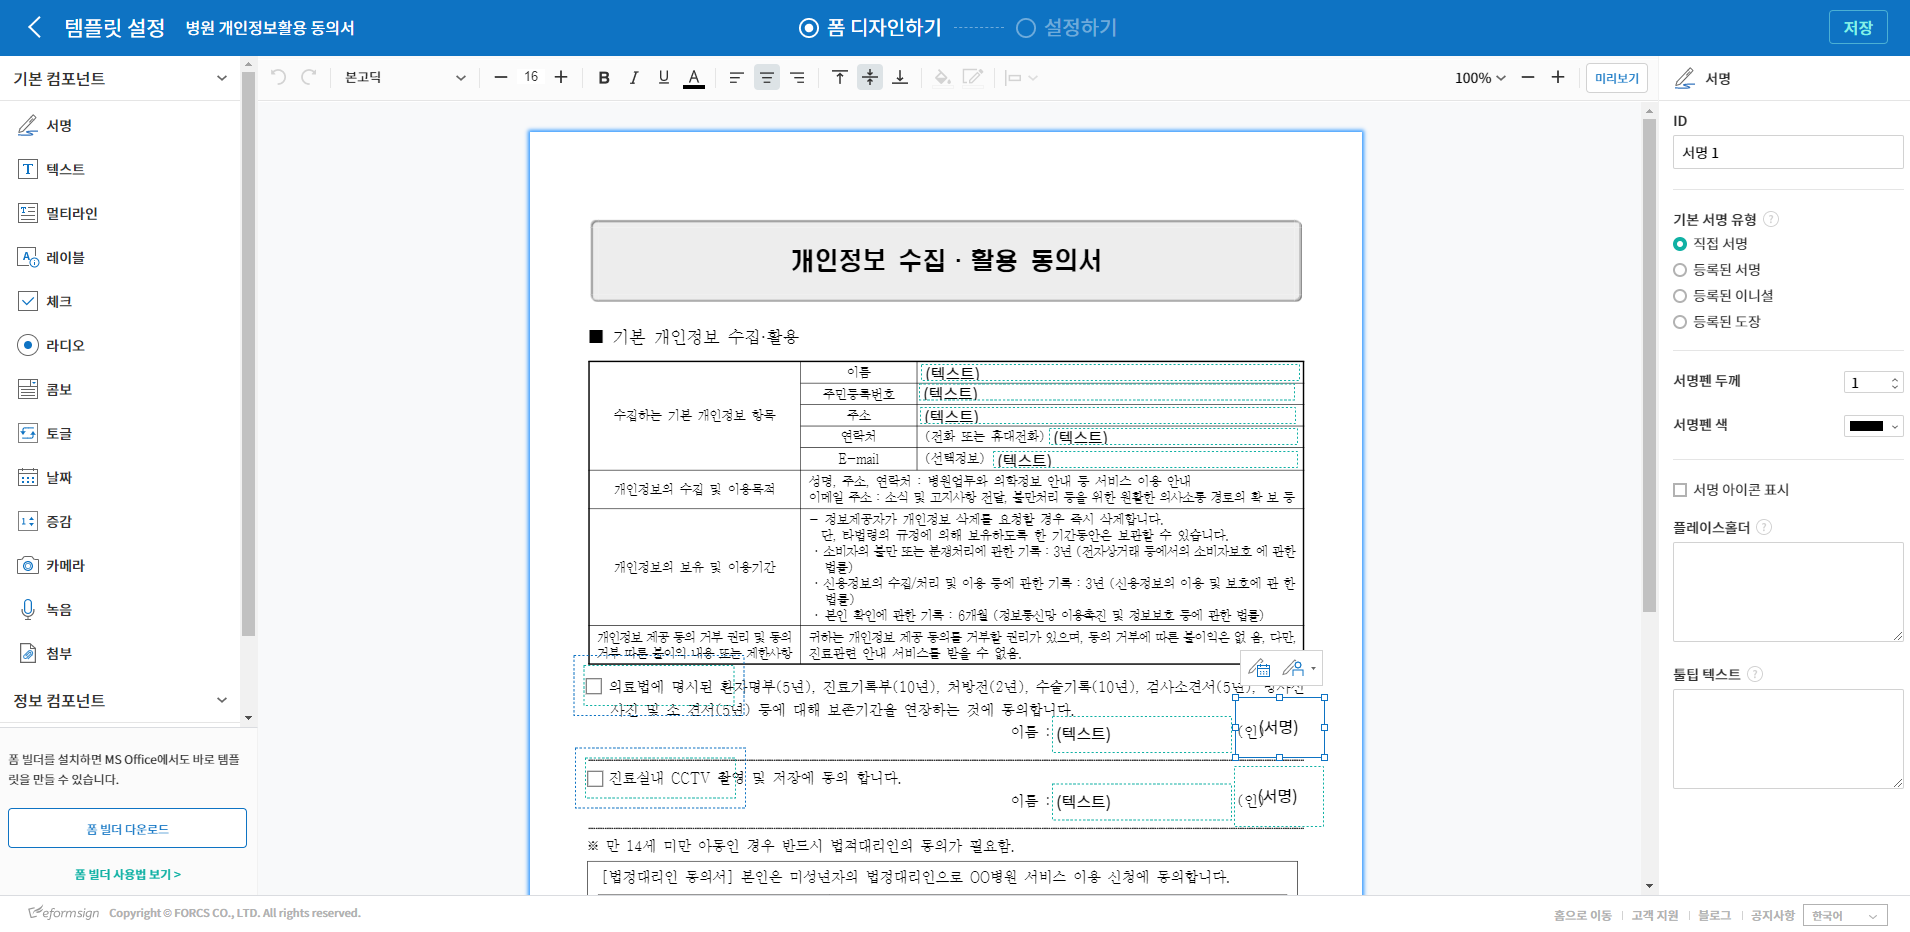 템플릿 설정 병원 개인정보활용 동의서 폼 디자인하기 설정하기 저장
기본 컴포넌트
본고딕 16 B I U A 100% 미리보기
서명
텍스트
멀티라인
레이블
체크
라디오
콤보
토글
날짜
증감
카메라
녹음
첨부
정보 컴포넌트
폼 빌더를 설치하면 MS Office에서도 바로 템플
릿을 만들 수 있습니다.
폼 빌더 다운로드
폼 빌더 사용법 보기 >
개인정보 수집 · 활용 동의서
■ 기본 개인정보 수집·활용
수집하는 기본 개인정보 항목
이름 (텍스트)
주민등록번호 (텍스트)
주소 (텍스트)
연락처 (전화 또는 휴대전화) (텍스트)
E-mail (선택정보) (텍스트)
개인정보의 수집 및 이용목적
성명, 주소, 연락처 : 병원업무와 의학정보 안내 등 서비스 이용 안내
이메일 주소 : 소식 및 고지사항 전달, 불만처리 등을 위한 원활한 의사소통 경로의 확 보 등
개인정보의 보유 및 이용기간
- 정보제공자가 개인정보 삭제를 요청할 경우 즉시 삭제합니다.
단, 타법령의 규정에 의해 보유하도록 한 기간동안은 보관할 수 있습니다.
· 소비자의 불만 또는 분쟁처리에 관한 기록 : 3년 (전자상거래 등에서의 소비자보호 에 관한
법률)
· 신용정보의 수집/처리 및 이용 등에 관한 기록 : 3년 (신용정보의 이용 및 보호에 관 한
법률)
· 본인 확인에 관한 기록 : 6개월 (정보통신망 이용촉진 및 정보보호 등에 관한 법률)
개인정보 제공 동의 거부 권리 및 동의
거부 따른 불이익 내용 또는 제한사항
귀하는 개인정보 제공 동의를 거부할 권리가 있으며, 동의 거부에 따른 불이익은 없 음, 다만,
진료관련 안내 서비스를 받을 수 없음.
의료법에 명시된 환자명부(5년), 진료기록부(10년), 처방전(2년), 수술기록(10년), 검사소견서(5년), 방사선
사진 및 소 견서(5년) 등에 대해 보존기간을 연장하는 것에 동의합니다.
이름 : (텍스트) (인) (서명)
진료실내 CCTV 촬영 및 저장에 동의 합니다.
이름 : (텍스트) (인) (서명)
※ 만 14세 미만 아동인 경우 반드시 법적대리인의 동의가 필요함.
[법정대리인 동의서] 본인은 미성년자의 법정대리인으로 OO병원 서비스 이용 신청에 동의합니다.
서명
ID
서명 1
기본 서명 유형 ?
직접 서명
등록된 서명
등록된 이니셜
등록된 도장
서명펜 두께 1
서명펜 색
서명 아이콘 표시
플레이스홀더 ?
툴팁 텍스트 ?
eformsign Copyright © FORCS CO., LTD. All rights reserved.
홈으로 이동 | 고객 지원 | 블로그 | 공지사항 한국어